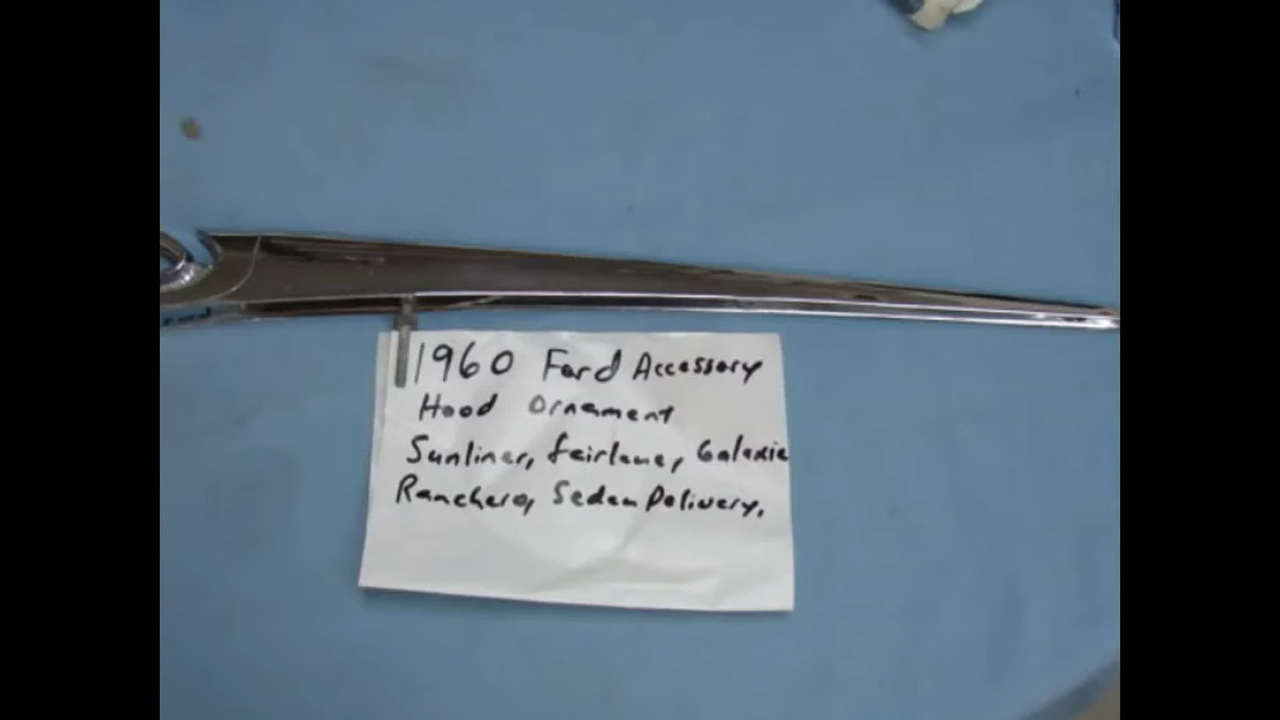 1960 Ford Accessory
Hood Ornament
Sunliner, Fairlane, Galaxie
Ranchero, Sedan Delivery,